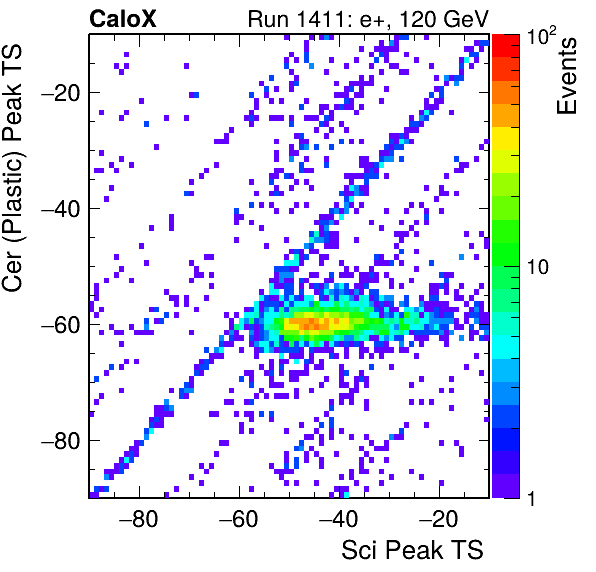 CaloX Run 1411: e+, 120 GeV
Cer (Plastic) Peak TS
−20
−40
−60
−80
−80 −60 −40 −20
Sci Peak TS
10²
10
1
Events